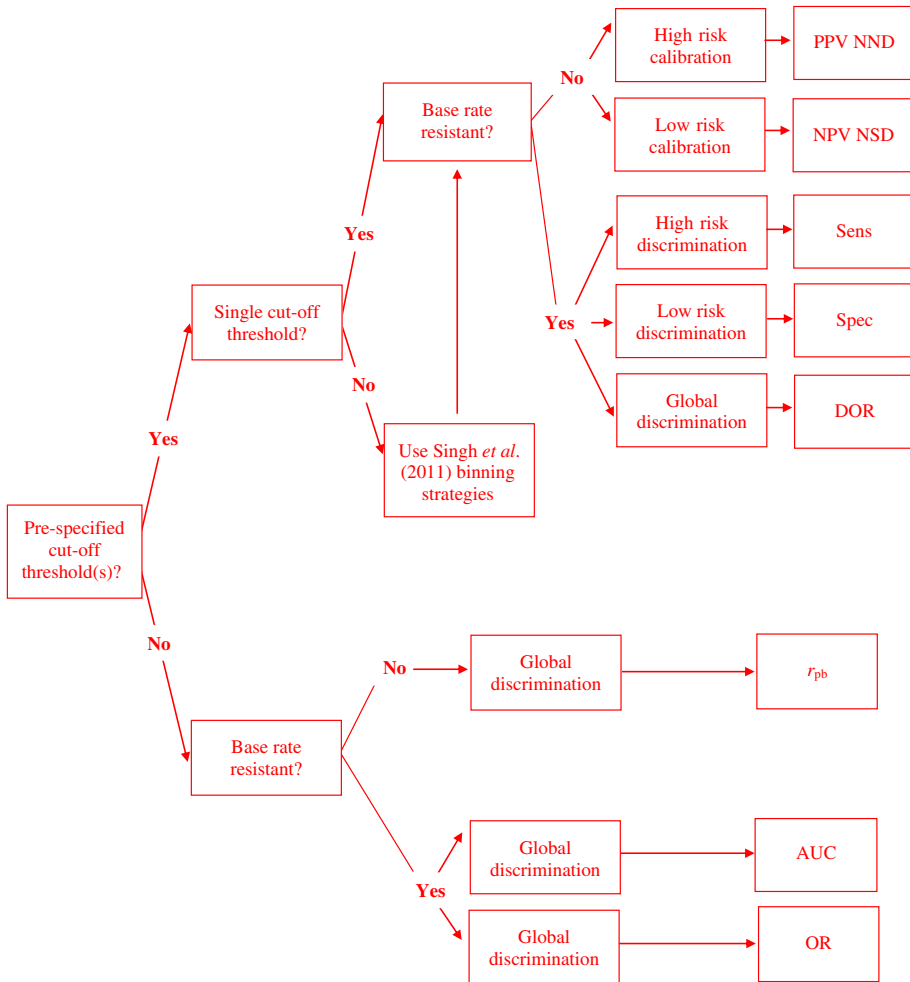 High risk
calibration
PPV NND
No
Base rate
resistant?
Low risk
calibration
NPV NSD
Yes
High risk
discrimination
Sens
Single cut-off
threshold?
Low risk
discrimination
Spec
Yes
No
Global
discrimination
DOR
Yes
Use Singh et al.
(2011) binning
strategies
Pre-specified
cut-off
threshold(s)?
No
No
Global
discrimination
rpb
Base rate
resistant?
Global
discrimination
AUC
Yes
Global
discrimination
OR